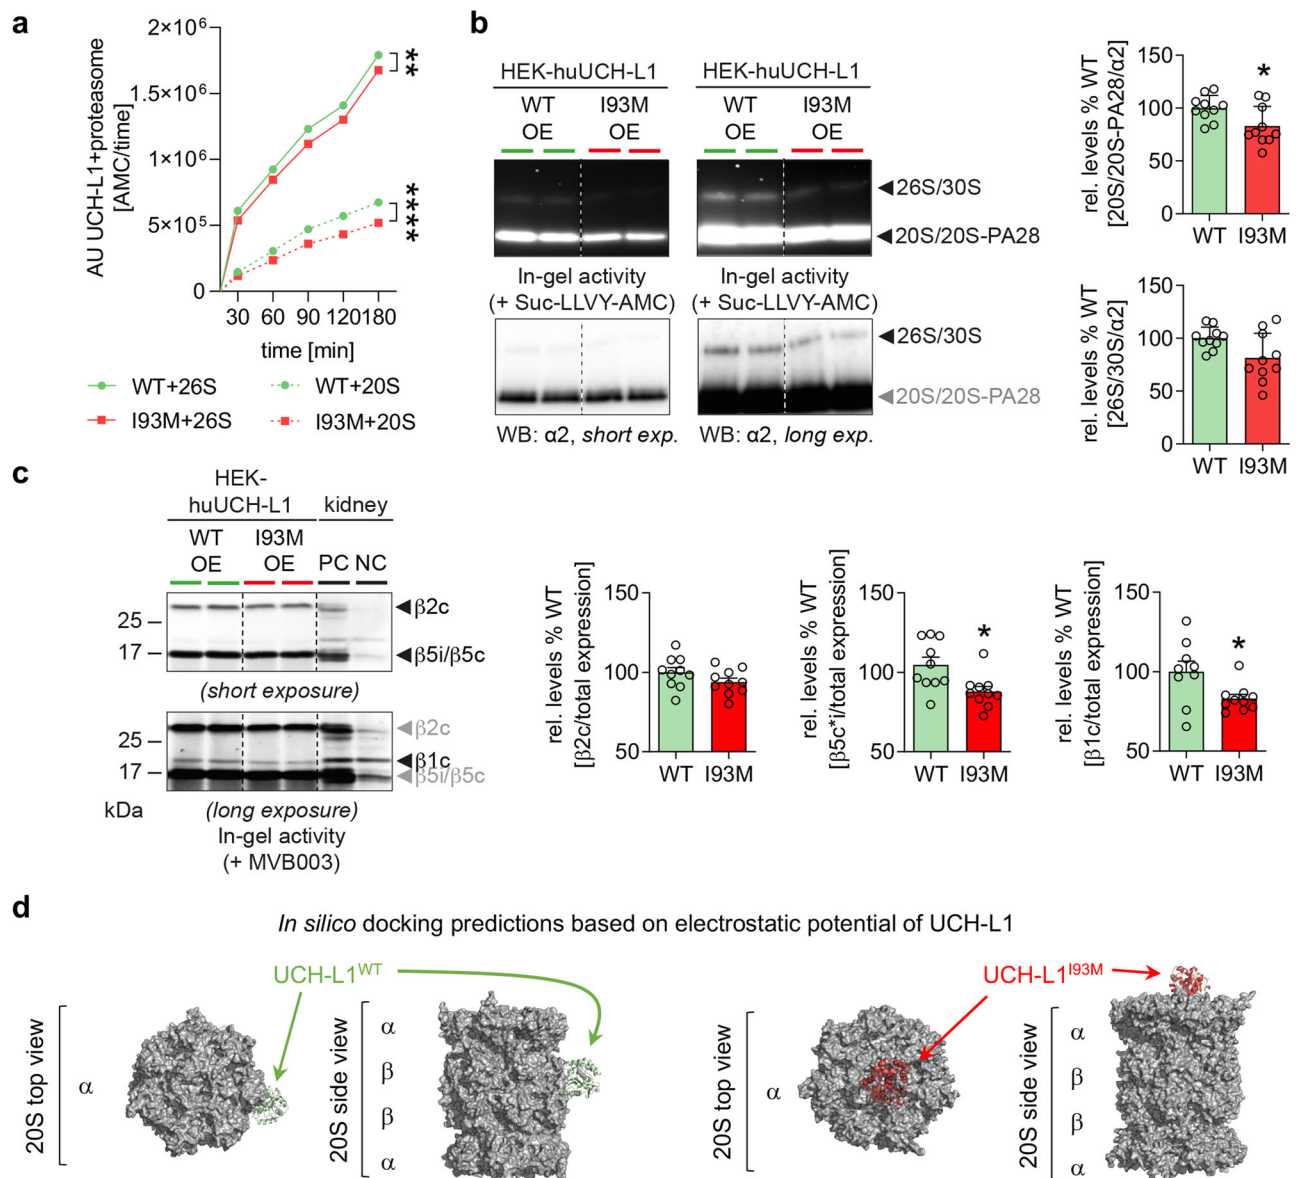 a
AU UCH-L1+proteasome
[AMC/time]
2×10⁶
1.5×10⁶
1×10⁶
5×10⁵
0
**
****
30 60 90 120 180
time [min]
WT+26S
WT+20S
I93M+26S
I93M+20S
b
HEK-huUCH-L1
HEK-huUCH-L1
WT
OE
I93M
OE
WT
OE
I93M
OE
26S/30S
20S/20S-PA28
In-gel activity
(+ Suc-LLVY-AMC)
In-gel activity
(+ Suc-LLVY-AMC)
26S/30S
20S/20S-PA28
WB: α2, short exp.
WB: α2, long exp.
rel. levels % WT
[20S/20S-PA28/α2]
150
100
50
0
*
WT I93M
rel. levels % WT
[26S/30S/α2]
150
100
50
0
WT I93M
c
HEK-
huUCH-L1
kidney
WT
OE
I93M
OE
PC NC
25
17
β2c
β5i/β5c
(short exposure)
25
17
β2c
β1c
β5i/β5c
kDa
(long exposure)
In-gel activity
(+ MVB003)
rel. levels % WT
[β2c/total expression]
150
100
50
WT I93M
rel. levels % WT
[β5c*i/total expression]
150
100
50
*
WT I93M
rel. levels % WT
[β1c/total expression]
150
100
50
*
WT I93M
d
In silico docking predictions based on electrostatic potential of UCH-L1
UCH-L1ᵂᵀ
20S top view
α
20S side view
α
β
β
α
UCH-L1ᴵ⁹³ᴹ
20S top view
α
20S side view
α
β
β
α